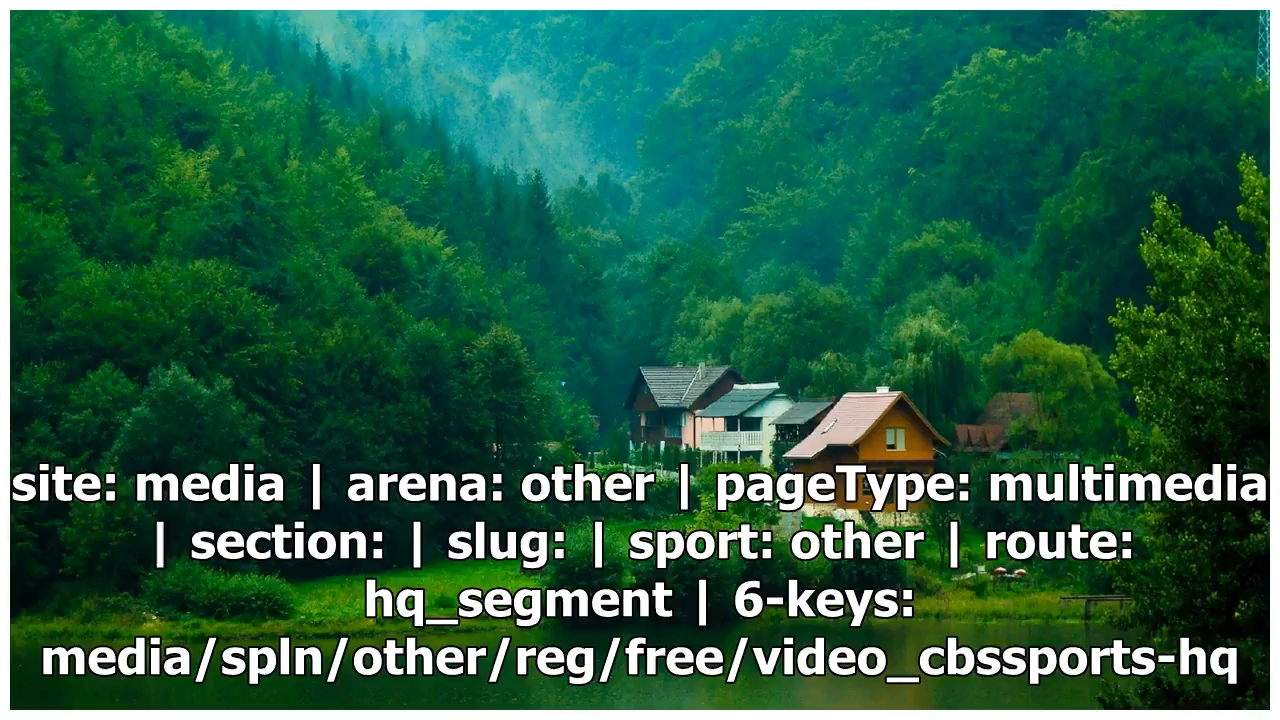 site: media | arena: other | pageType: multimedia
| section: | slug: | sport: other | route:
hq_segment | 6-keys:
media/spln/other/reg/free/video_cbssports-hq